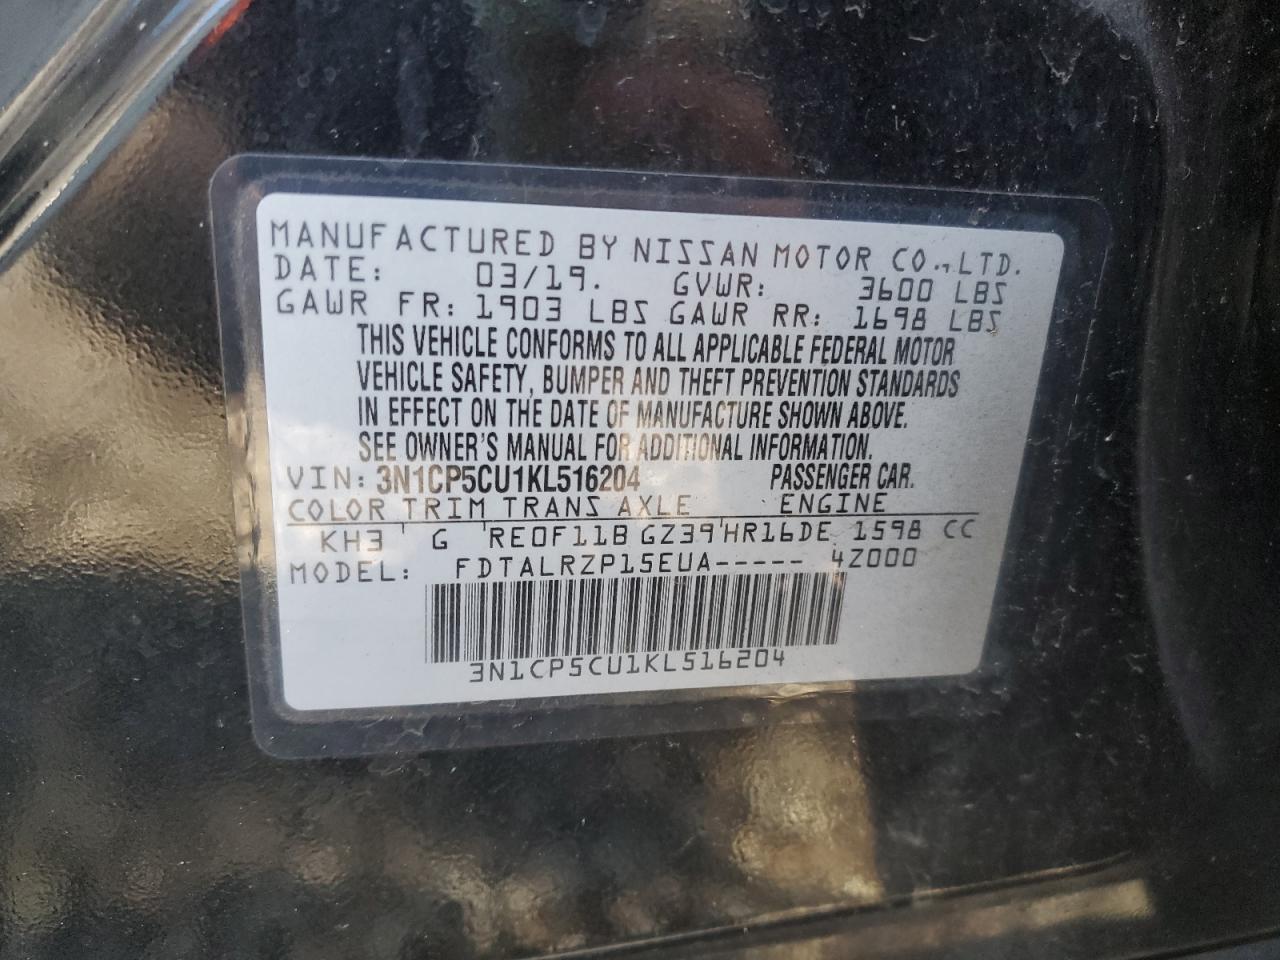 MANUFACTURED BY NISSAN MOTOR CO., LTD.
DATE: 03/19. GVWR: 3600 LBS
GAWR FR: 1903 LBS GAWR RR: 1698 LBS
THIS VEHICLE CONFORMS TO ALL APPLICABLE FEDERAL MOTOR
VEHICLE SAFETY, BUMPER AND THEFT PREVENTION STANDARDS
IN EFFECT ON THE DATE OF MANUFACTURE SHOWN ABOVE.
SEE OWNER'S MANUAL FOR ADDITIONAL INFORMATION.
VIN: 3N1CP5CU1KL516204 PASSENGER CAR.
COLOR TRIM TRANS AXLE ENGINE
KH3 ' G ' RE0F11B GZ39 ' HR16DE 1598 CC
MODEL: FDTALRZP15EUA----- 4Z000
3N1CP5CU1KL516204